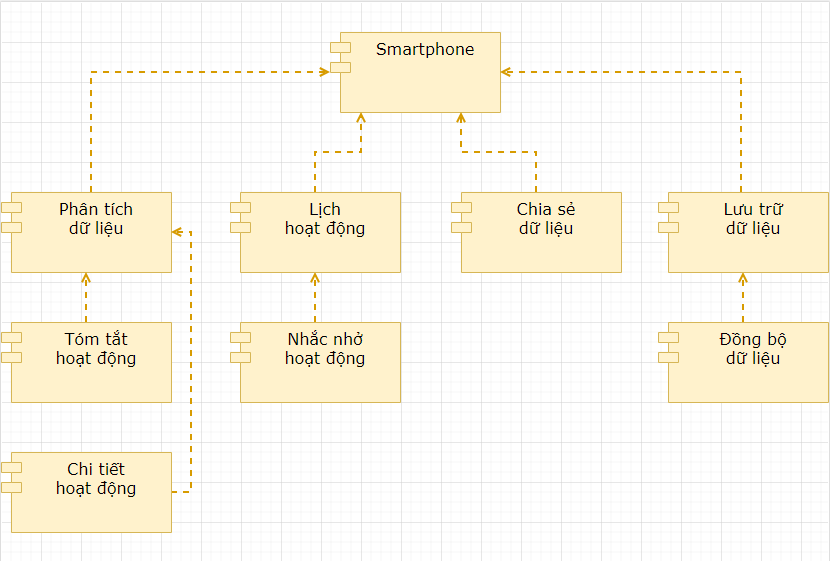 Smartphone
Phân tích
dữ liệu
Lịch
hoạt động
Chia sẻ
dữ liệu
Lưu trữ
dữ liệu
Tóm tắt
hoạt động
Nhắc nhở
hoạt động
Đồng bộ
dữ liệu
Chi tiết
hoạt động